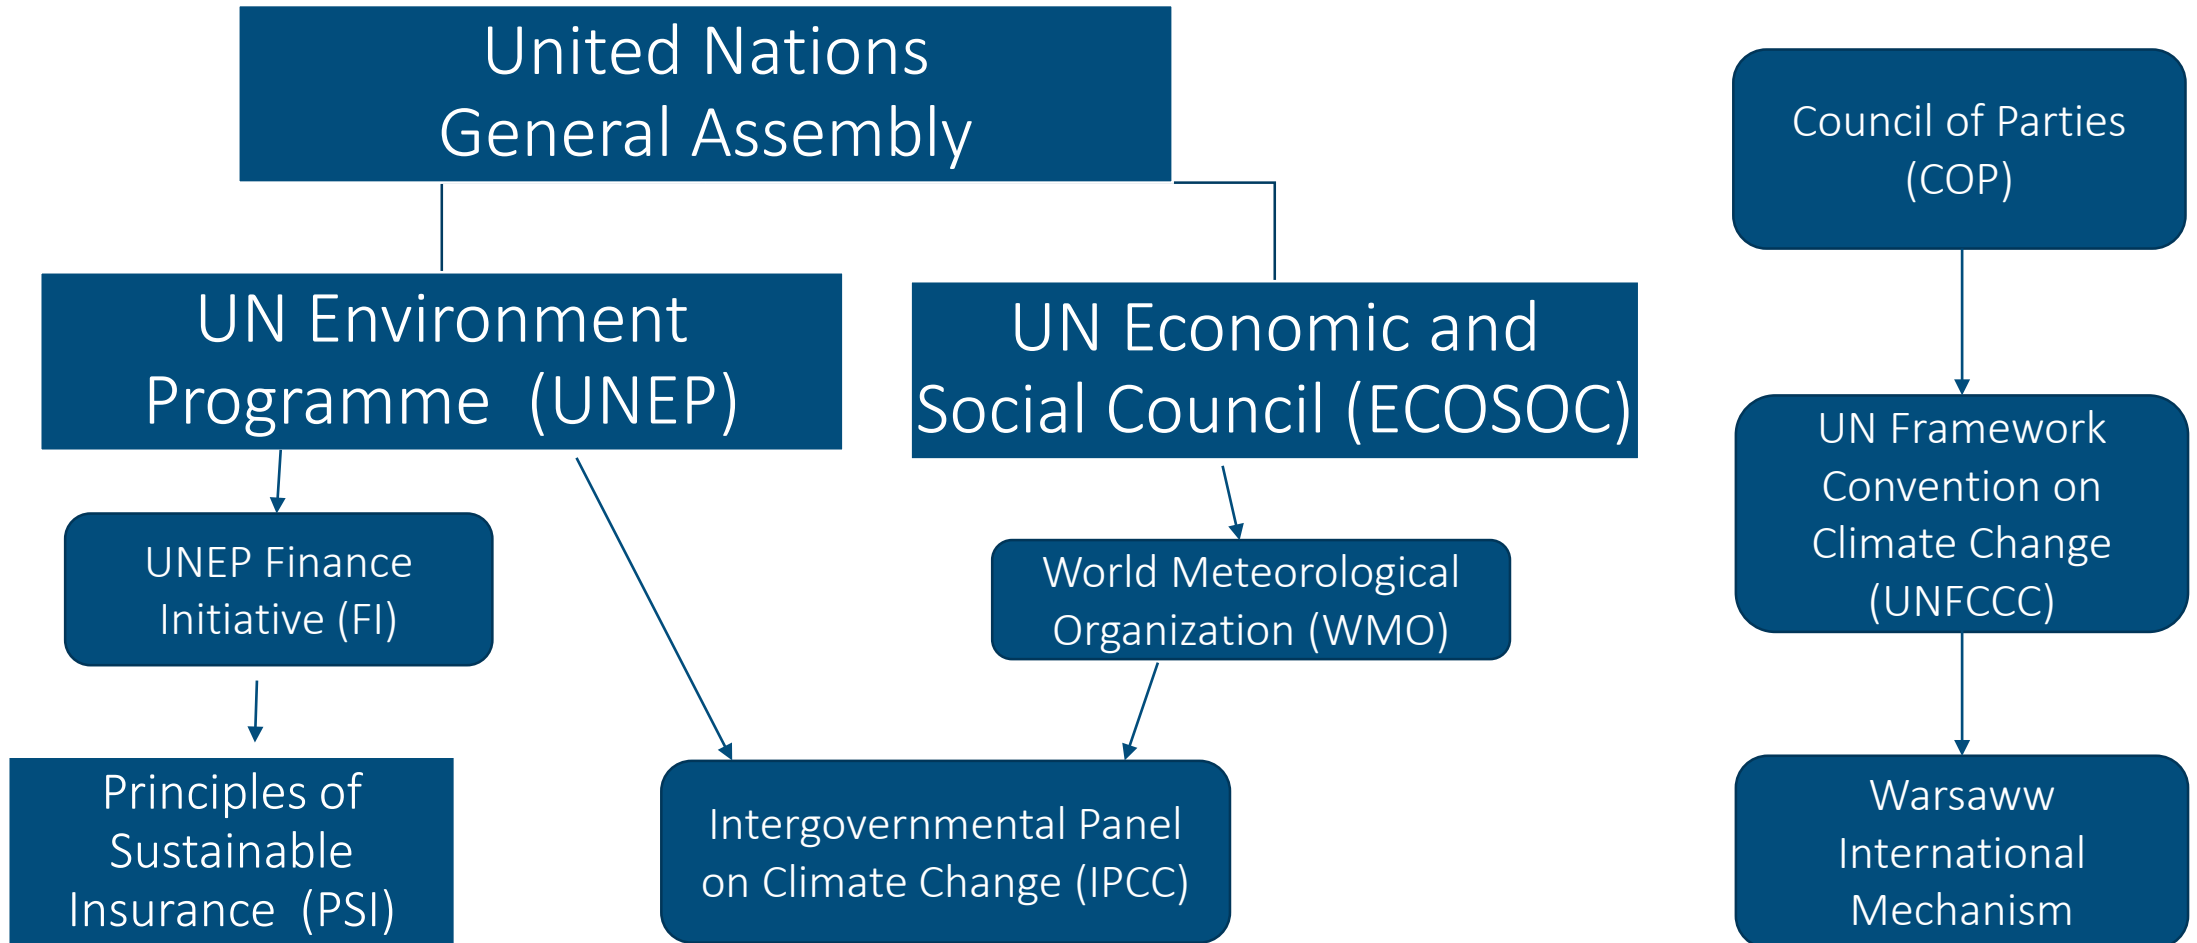 United Nations
General Assembly
Council of Parties
(COP)
UN Environment
Programme (UNEP)
UN Economic and
Social Council (ECOSOC)
UN Framework
Convention on
Climate Change
(UNFCCC)
UNEP Finance
Initiative (FI)
World Meteorological
Organization (WMO)
Principles of
Sustainable
Insurance (PSI)
Intergovernmental Panel
on Climate Change (IPCC)
Warsaww
International
Mechanism